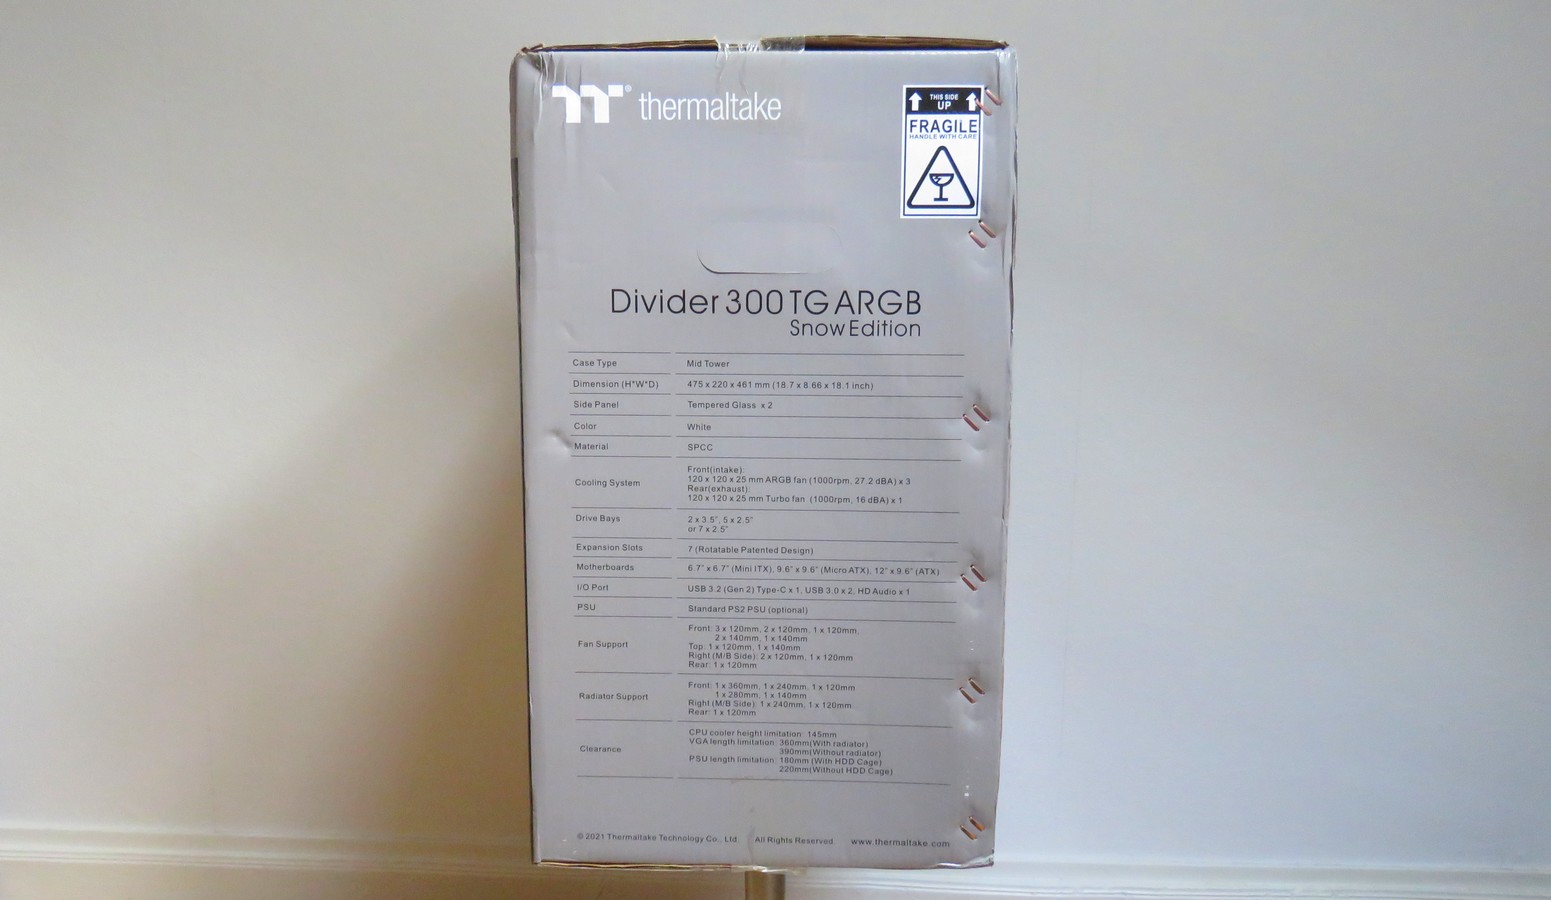 thermaltake
THIS SIDE
UP
FRAGILE
HANDLE WITH CARE
Divider 300 TG ARGB
Snow Edition
Case Type Mid Tower
Dimension (H*W*D) 475 x 220 x 461 mm (18.7 x 8.66 x 18.1 inch)
Side Panel Tempered Glass x 2
Color White
Material SPCC
Cooling System
Front(intake):
120 x 120 x 25 mm ARGB fan (1000rpm, 27.2 dBA) x 3
Rear(exhaust):
120 x 120 x 25 mm Turbo fan (1000rpm, 16 dBA) x 1
Drive Bays
2 x 3.5", 5 x 2.5"
or 7 x 2.5"
Expansion Slots 7 (Rotatable Patented Design)
Motherboards 6.7" x 6.7" (Mini ITX), 9.6" x 9.6" (Micro ATX), 12" x 9.6" (ATX)
I/O Port USB 3.2 (Gen 2) Type-C x 1, USB 3.0 x 2, HD Audio x 1
PSU Standard PS2 PSU (optional)
Fan Support
Front: 3 x 120mm, 2 x 120mm, 1 x 120mm,
2 x 140mm, 1 x 140mm
Top: 1 x 120mm, 1 x 140mm
Right (M/B Side): 2 x 120mm, 1 x 120mm
Rear: 1 x 120mm
Radiator Support
Front: 1 x 360mm, 1 x 240mm, 1 x 120mm
1 x 280mm, 1 x 140mm
Right (M/B Side): 1 x 240mm, 1 x 120mm
Rear: 1 x 120mm
Clearance
CPU cooler height limitation: 145mm
VGA length limitation: 360mm(With radiator)
390mm(Without radiator)
PSU length limitation: 180mm (With HDD Cage)
220mm(Without HDD Cage)
© 2021 Thermaltake Technology Co., Ltd. All Rights Reserved. www.thermaltake.com